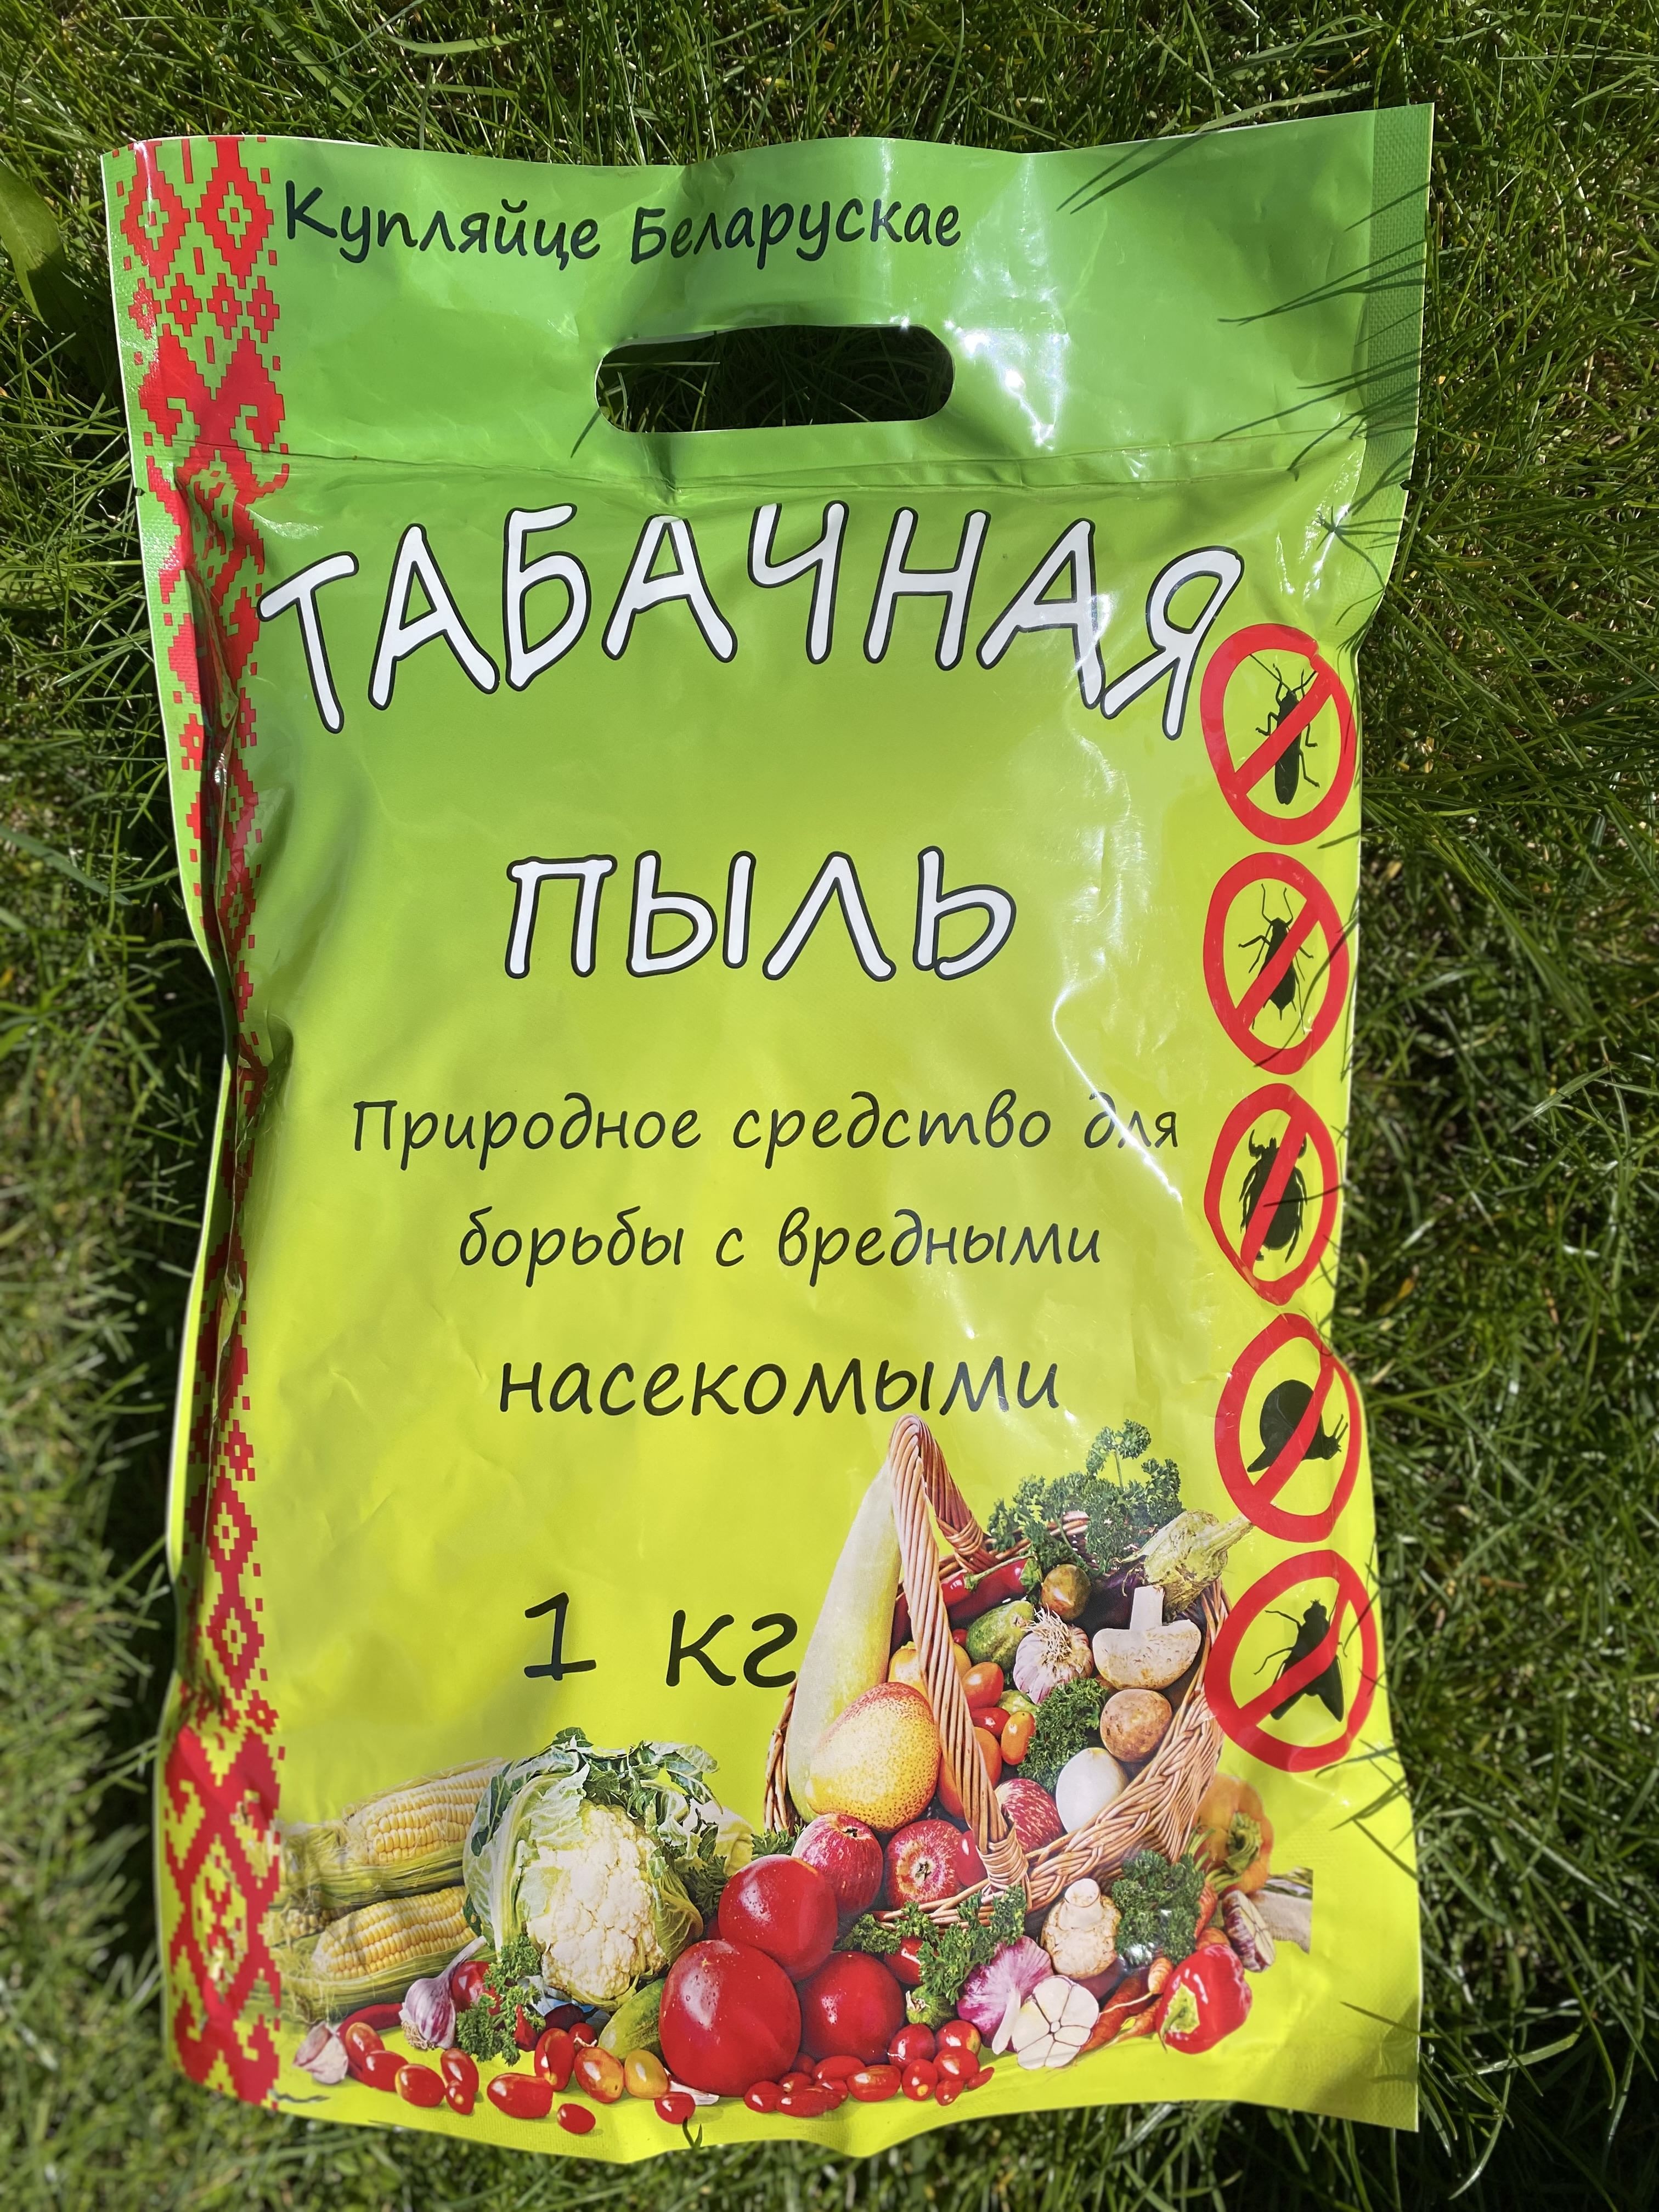 Купляйце Беларускае
ТАБАЧНАЯ
ПЫЛЬ
Природное средство для
борьбы с вредными
насекомыми
1 кг